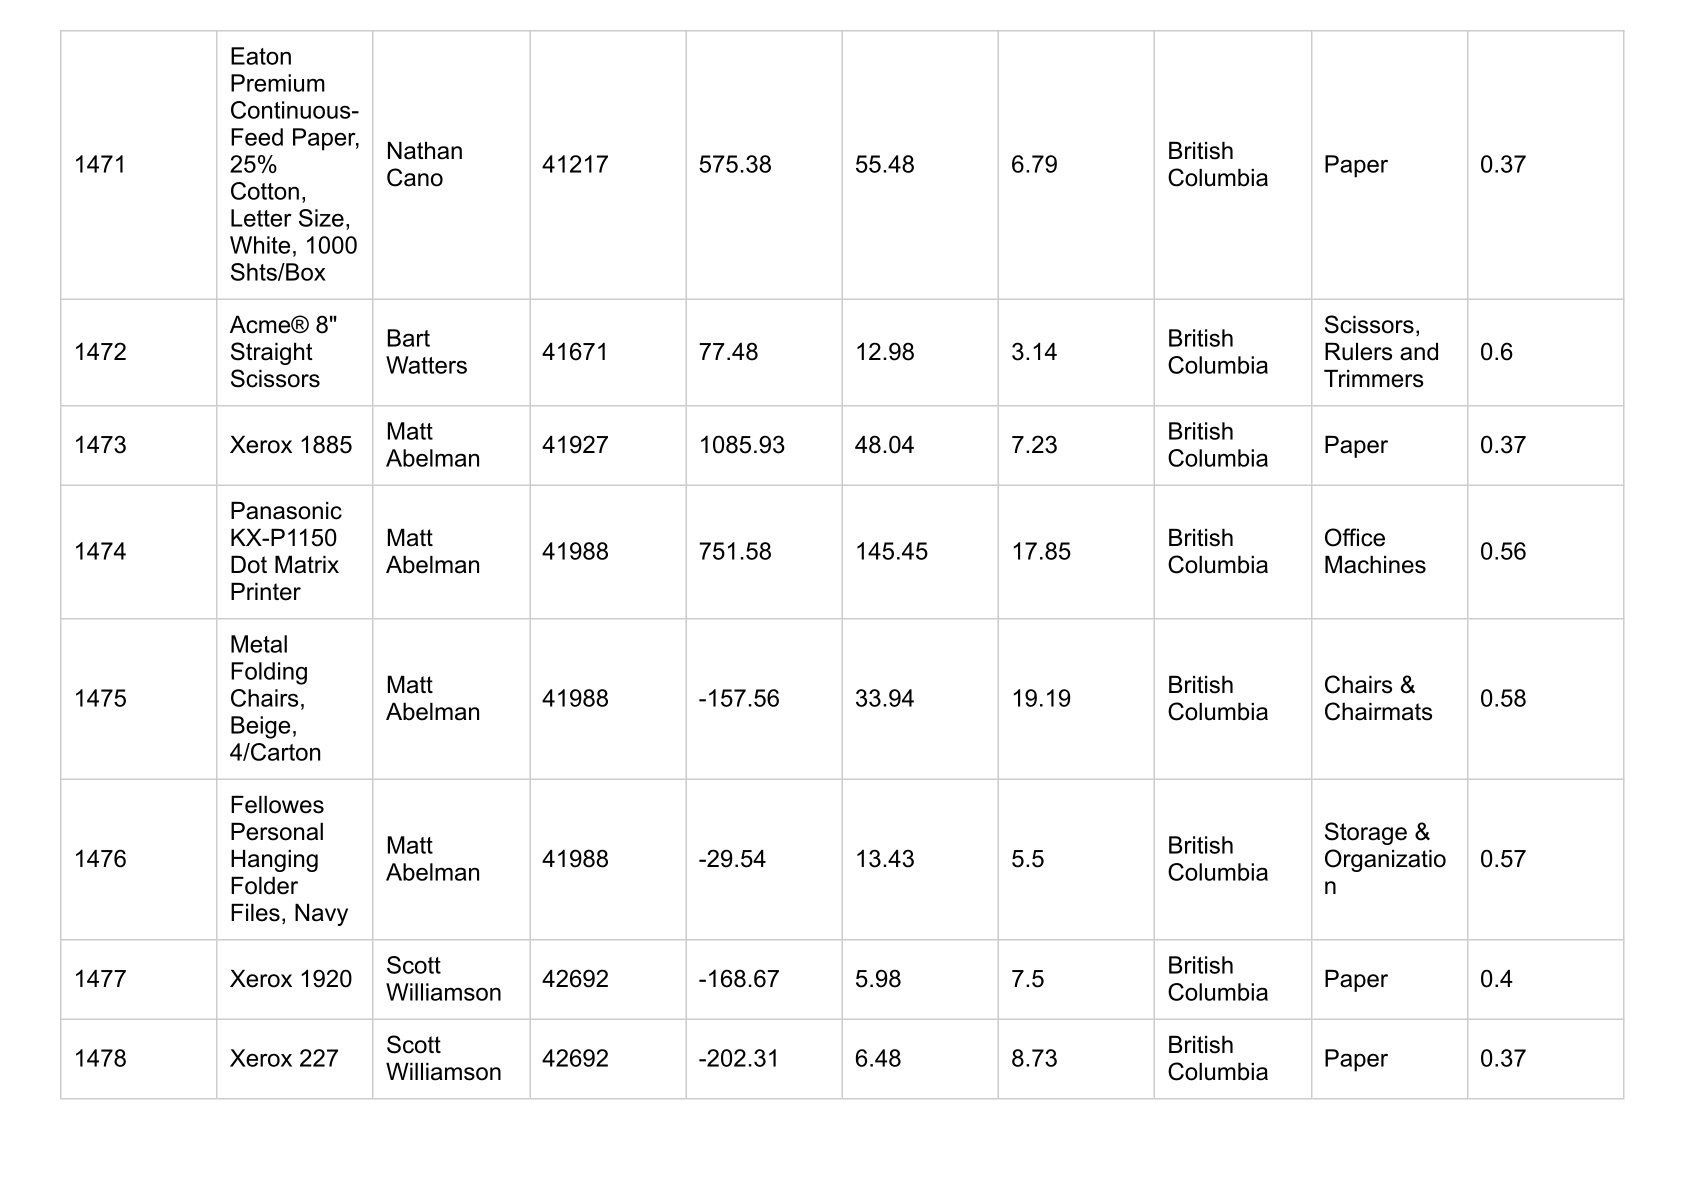 1471
Eaton
Premium
Continuous-
Feed Paper,
25%
Cotton,
Letter Size,
White, 1000
Shts/Box
Nathan
Cano
41217
575.38
55.48
6.79
British
Columbia
Paper
0.37
1472
Acme® 8"
Straight
Scissors
Bart
Watters
41671
77.48
12.98
3.14
British
Columbia
Scissors,
Rulers and
Trimmers
0.6
1473
Xerox 1885
Matt
Abelman
41927
1085.93
48.04
7.23
British
Columbia
Paper
0.37
1474
Panasonic
KX-P1150
Dot Matrix
Printer
Matt
Abelman
41988
751.58
145.45
17.85
British
Columbia
Office
Machines
0.56
1475
Metal
Folding
Chairs,
Beige,
4/Carton
Matt
Abelman
41988
-157.56
33.94
19.19
British
Columbia
Chairs &
Chairmats
0.58
1476
Fellowes
Personal
Hanging
Folder
Files, Navy
Matt
Abelman
41988
-29.54
13.43
5.5
British
Columbia
Storage &
Organizatio
n
0.57
1477
Xerox 1920
Scott
Williamson
42692
-168.67
5.98
7.5
British
Columbia
Paper
0.4
1478
Xerox 227
Scott
Williamson
42692
-202.31
6.48
8.73
British
Columbia
Paper
0.37